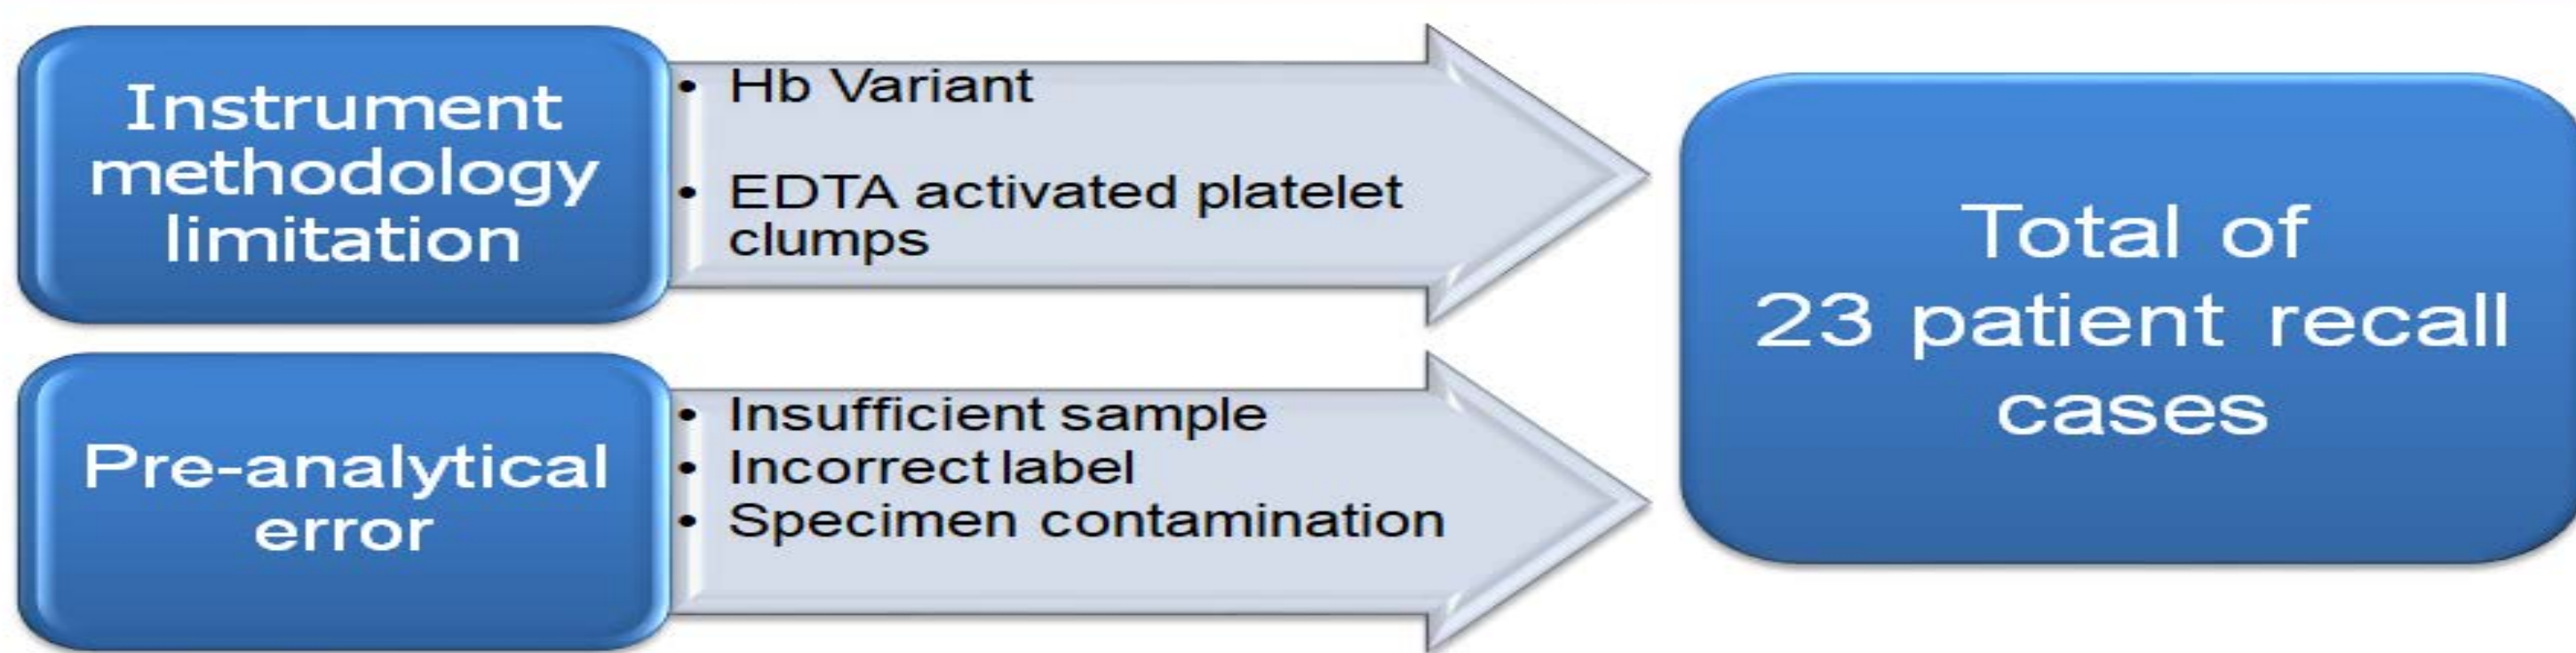 Instrument
methodology
limitation
• Hb Variant
• EDTA activated platelet
clumps
Pre-analytical
error
• Insufficient sample
• Incorrect label
• Specimen contamination
Total of
23 patient recall
cases